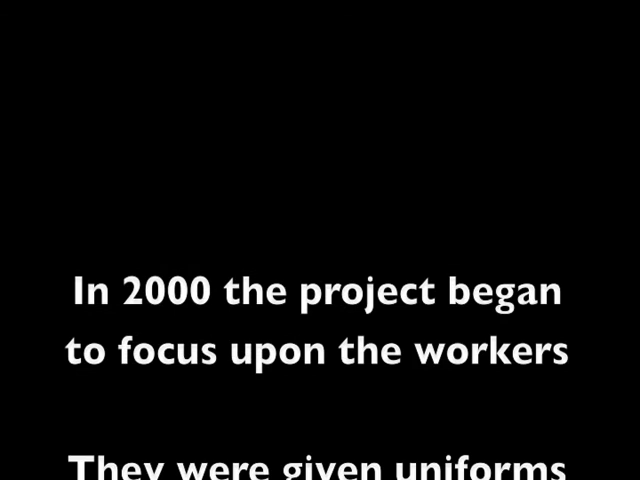 In 2000 the project began
to focus upon the workers
They were given uniforms